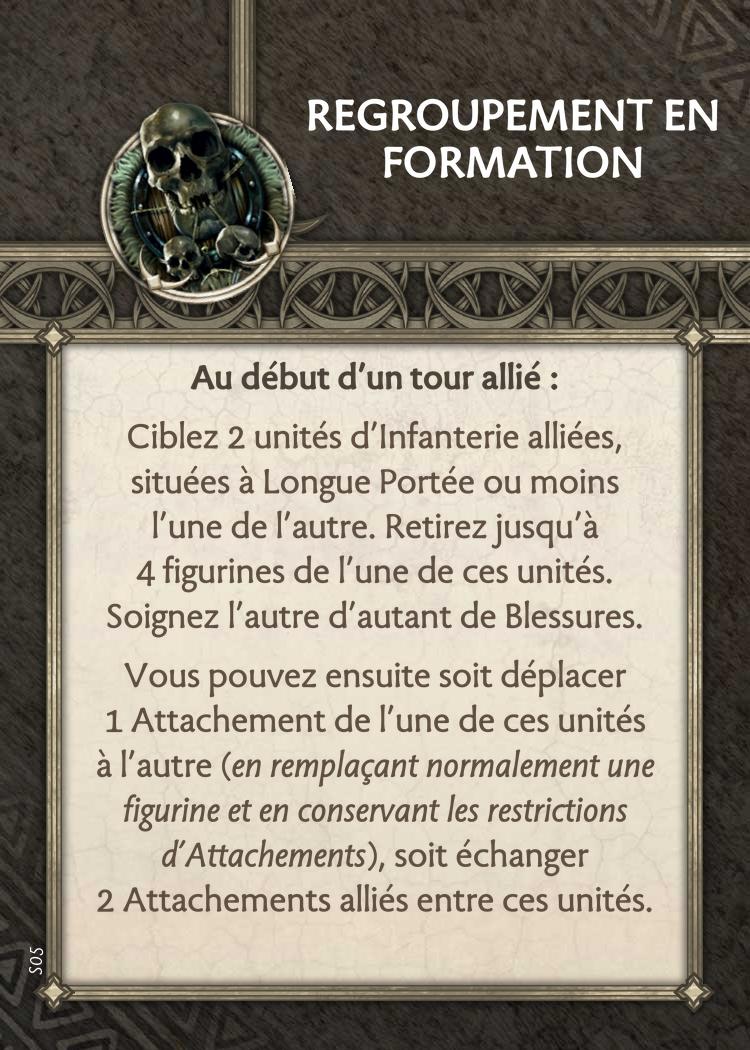 REGROUPEMENT EN
FORMATION
Au début d'un tour allié :
Ciblez 2 unités d'Infanterie alliées,
situées à Longue Portée ou moins
l'une de l'autre. Retirez jusqu'à
4 figurines de l'une de ces unités.
Soignez l'autre d'autant de Blessures.
Vous pouvez ensuite soit déplacer
1 Attachement de l'une de ces unités
à l'autre (en remplaçant normalement une
figurine et en conservant les restrictions
d'Attachements), soit échanger
2 Attachements alliés entre ces unités.
S05